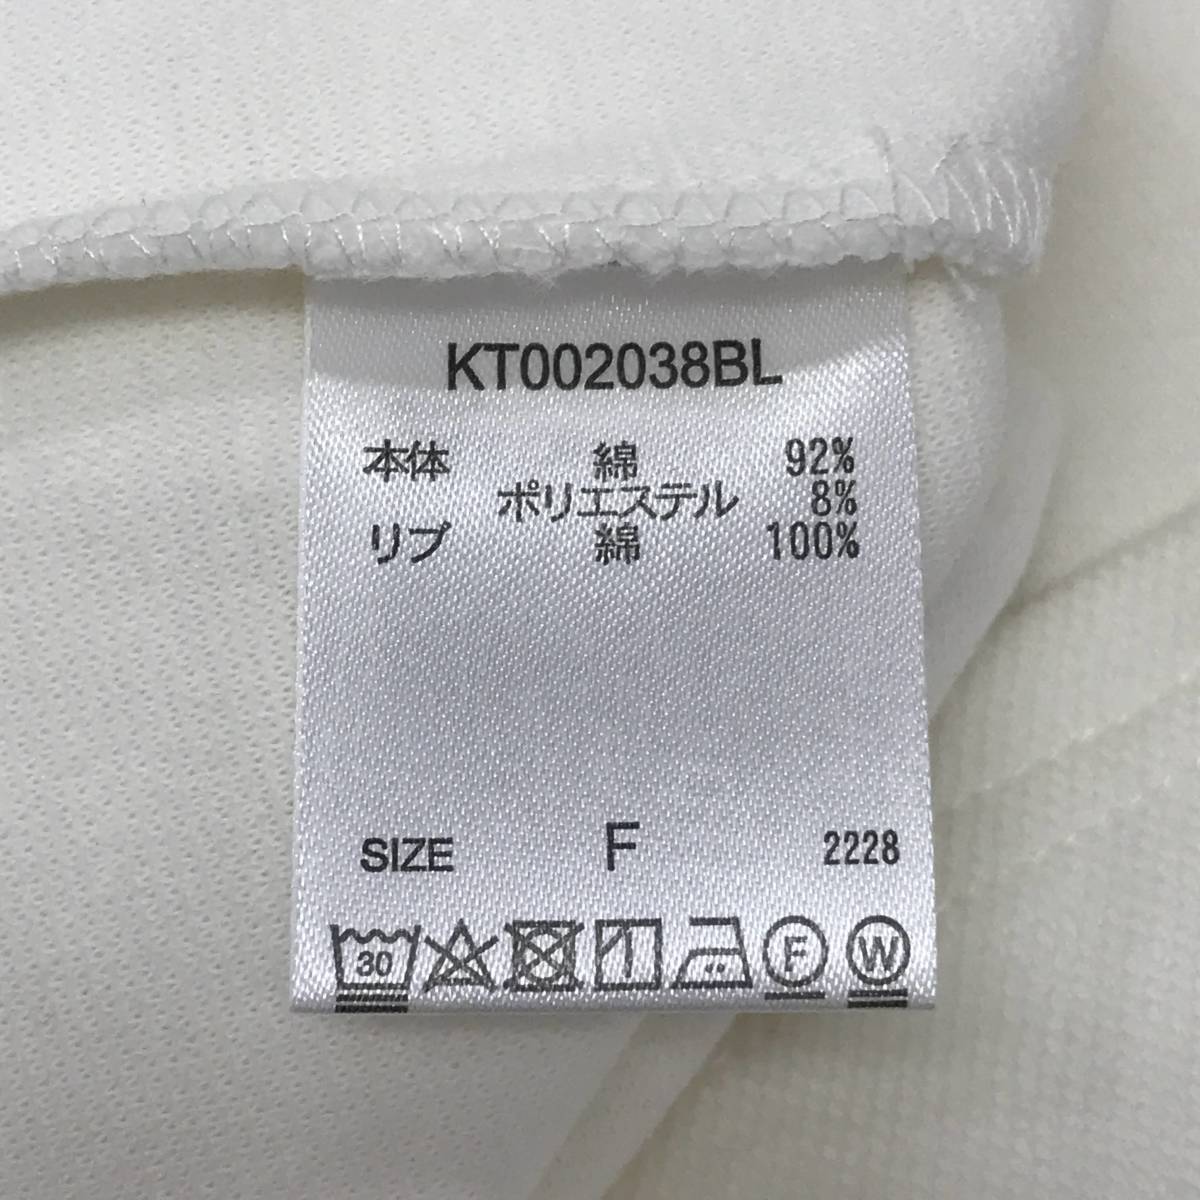 KT002038BL
本体 綿 92%
ポリエステル 8%
リブ 綿 100%
SIZE F 2228
30 F W